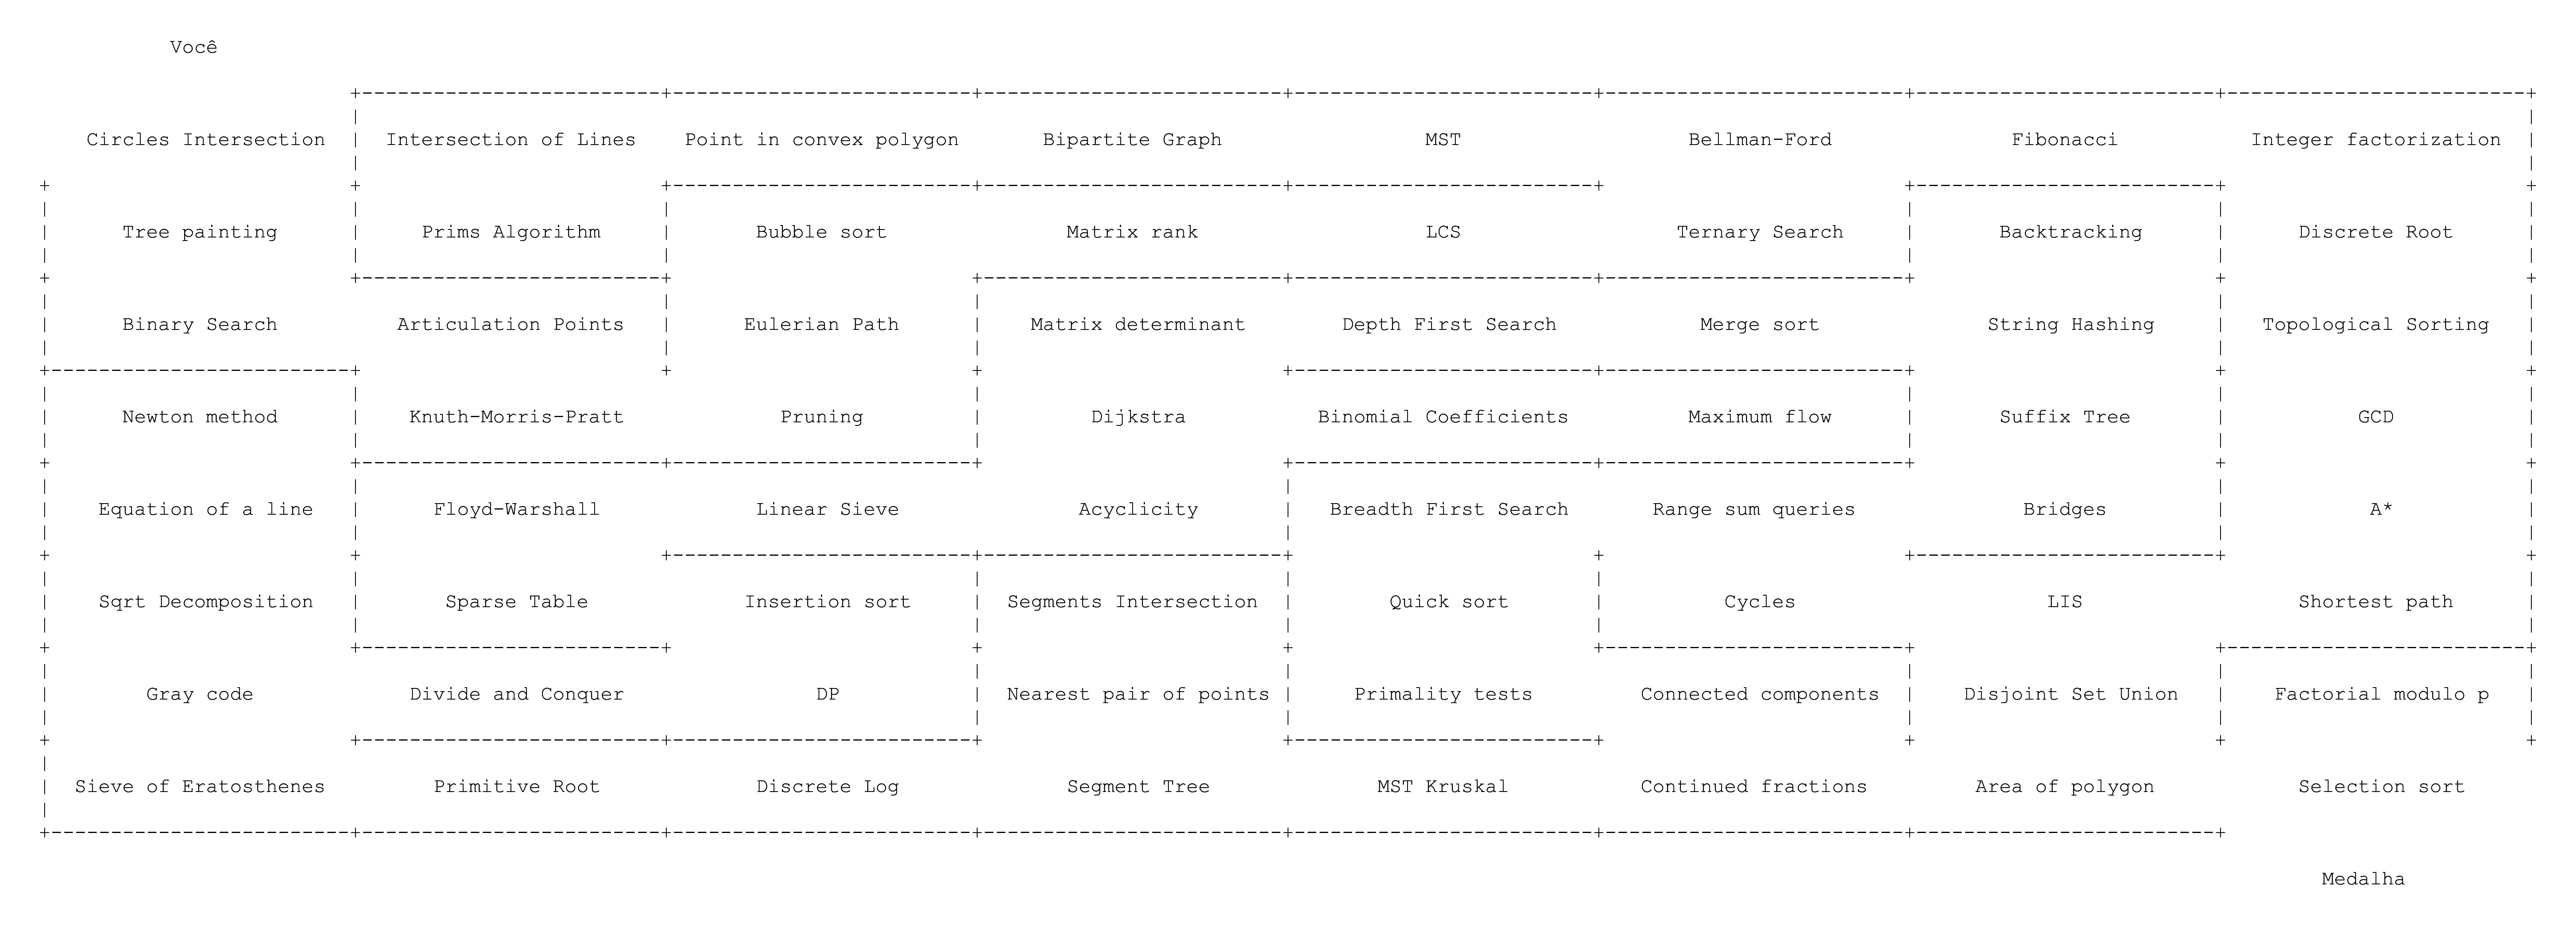 Você
Circles Intersection Intersection of Lines Point in convex polygon Bipartite Graph MST Bellman-Ford Fibonacci Integer factorization
Tree painting Prims Algorithm Bubble sort Matrix rank LCS Ternary Search Backtracking Discrete Root
Binary Search Articulation Points Eulerian Path Matrix determinant Depth First Search Merge sort String Hashing Topological Sorting
Newton method Knuth-Morris-Pratt Pruning Dijkstra Binomial Coefficients Maximum flow Suffix Tree GCD
Equation of a line Floyd-Warshall Linear Sieve Acyclicity Breadth First Search Range sum queries Bridges A*
Sqrt Decomposition Sparse Table Insertion sort Segments Intersection Quick sort Cycles LIS Shortest path
Gray code Divide and Conquer DP Nearest pair of points Primality tests Connected components Disjoint Set Union Factorial modulo p
Sieve of Eratosthenes Primitive Root Discrete Log Segment Tree MST Kruskal Continued fractions Area of polygon Selection sort
Medalha